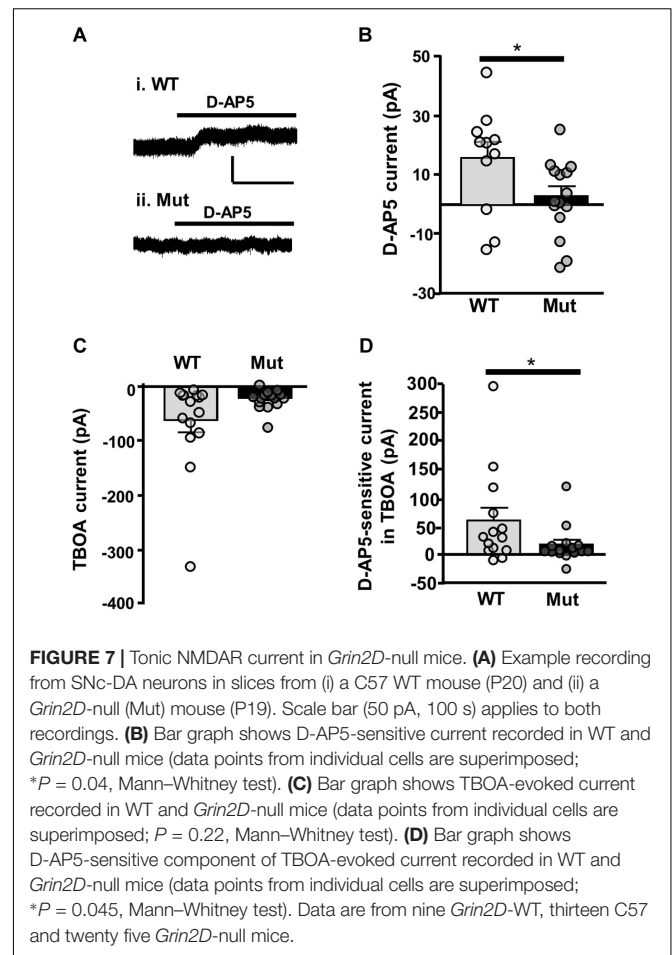 A
i. WT
D-AP5
ii. Mut
D-AP5
B
*
D-AP5 current (pA)
50
30
10
-10
-30
WT Mut
C
WT Mut
TBOA current (pA)
0
-100
-200
-300
-400
D
*
D-AP5-sensitive current
in TBOA (pA)
300
250
200
150
100
50
0
-50
WT Mut
FIGURE 7 | Tonic NMDAR current in Grin2D-null mice. (A) Example recording
from SNc-DA neurons in slices from (i) a C57 WT mouse (P20) and (ii) a
Grin2D-null (Mut) mouse (P19). Scale bar (50 pA, 100 s) applies to both
recordings. (B) Bar graph shows D-AP5-sensitive current recorded in WT and
Grin2D-null mice (data points from individual cells are superimposed;
*P = 0.04, Mann–Whitney test). (C) Bar graph shows TBOA-evoked current
recorded in WT and Grin2D-null mice (data points from individual cells are
superimposed; P = 0.22, Mann–Whitney test). (D) Bar graph shows
D-AP5-sensitive component of TBOA-evoked current recorded in WT and
Grin2D-null mice (data points from individual cells are superimposed;
*P = 0.045, Mann–Whitney test). Data are from nine Grin2D-WT, thirteen C57
and twenty five Grin2D-null mice.